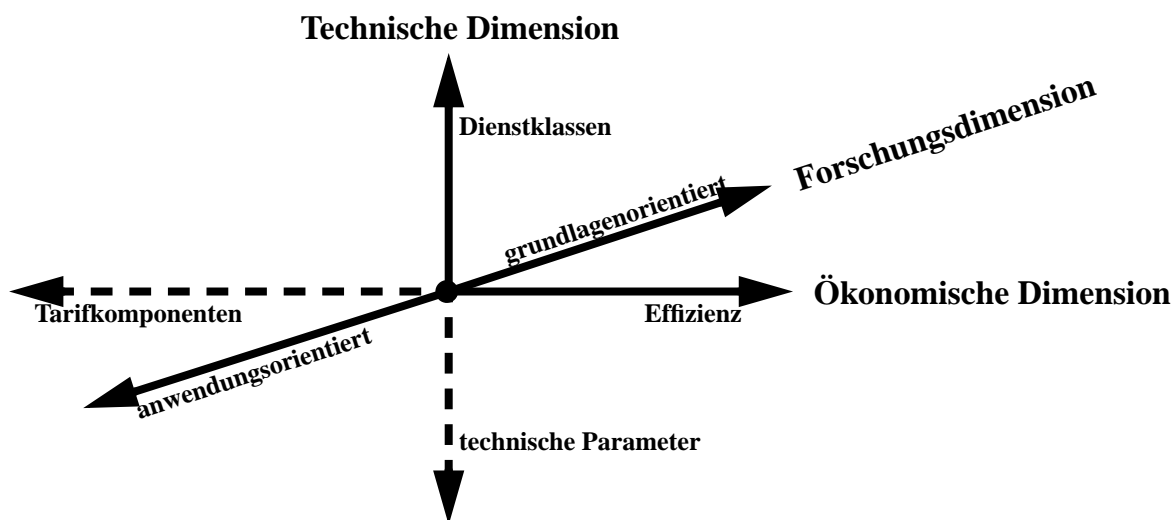 Technische Dimension
Dienstklassen
Forschungsdimension
grundlagenorientiert
Ökonomische Dimension
Tarifkomponenten
Effizienz
anwendungsorientiert
technische Parameter